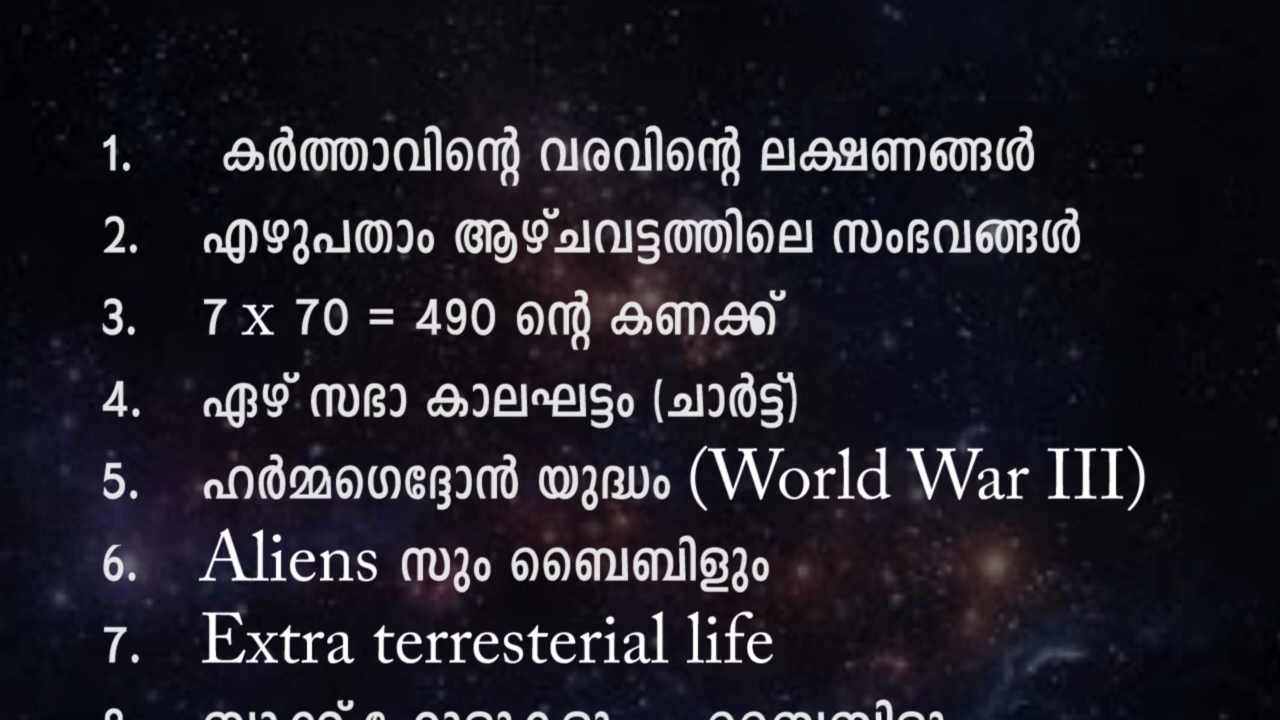 1. കർത്താവിന്റെ വരവിന്റെ ലക്ഷണങ്ങൾ
2. എഴുപതാം ആഴ്ചവട്ടത്തിലെ സംഭവങ്ങൾ
3. 7 x 70 = 490 ന്റെ കണക്ക്
4. ഏഴ് സഭാ കാലഘട്ടം (ചാർട്ട്)
5. ഹർമ്മഗെദ്ദോൻ യുദ്ധം (World War III)
6. Aliens സും ബൈബിളും
7. Extra terresterial life